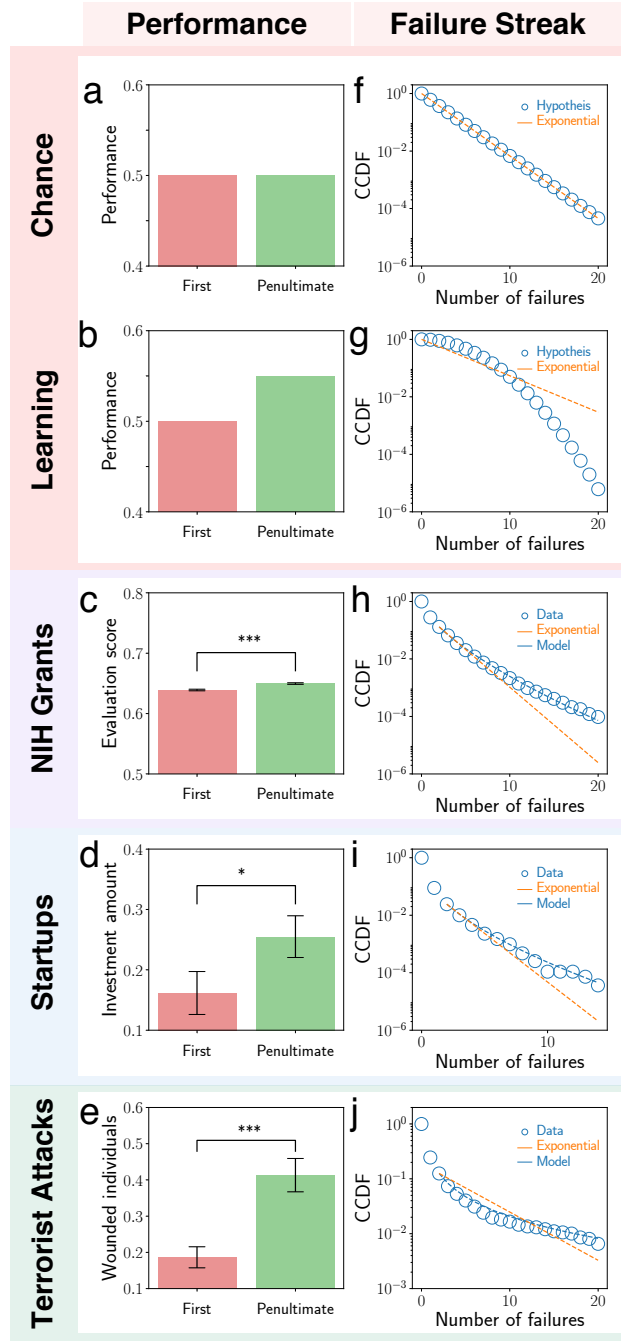 Performance
Failure Streak
Chance
a
0.6
0.5
0.4
Performance
First
Penultimate
f
10^0
10^-2
10^-4
10^-6
CCDF
Hypotheis
Exponential
0
10
20
Number of failures
Learning
b
0.6
0.5
0.4
Performance
First
Penultimate
g
10^0
10^-2
10^-4
10^-6
CCDF
Hypotheis
Exponential
0
10
20
Number of failures
NIH Grants
c
0.8
0.7
0.6
0.5
Evaluation score
***
First
Penultimate
h
10^0
10^-2
10^-4
10^-6
CCDF
Data
Exponential
Model
0
10
20
Number of failures
Startups
d
0.4
0.3
0.2
0.1
Investment amount
*
First
Penultimate
i
10^0
10^-2
10^-4
10^-6
CCDF
Data
Exponential
Model
0
10
Number of failures
Terrorist Attacks
e
0.6
0.5
0.4
0.3
0.2
0.1
Wounded individuals
***
First
Penultimate
j
10^0
10^-1
10^-2
10^-3
CCDF
Data
Exponential
Model
0
10
20
Number of failures